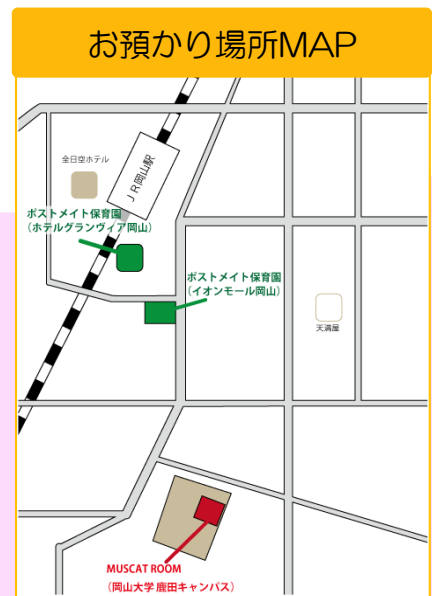 お預かり場所MAP
全日空ホテル
JR岡山駅
ポストメイト保育園
（ホテルグランヴィア岡山）
ポストメイト保育園
（イオンモール岡山）
天満屋
MUSCAT ROOM
（岡山大学 鹿田キャンパス）